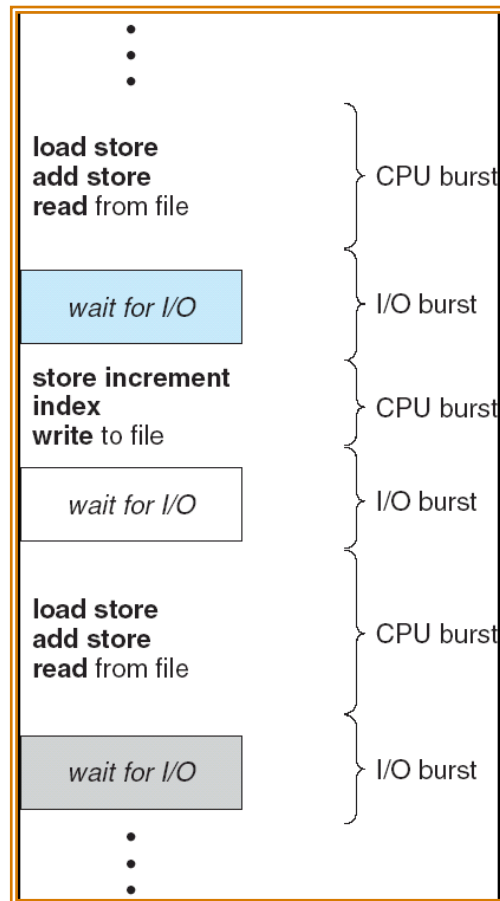 load store
add store
read from file
CPU burst
wait for I/O
I/O burst
store increment
index
write to file
CPU burst
wait for I/O
I/O burst
load store
add store
read from file
CPU burst
wait for I/O
I/O burst